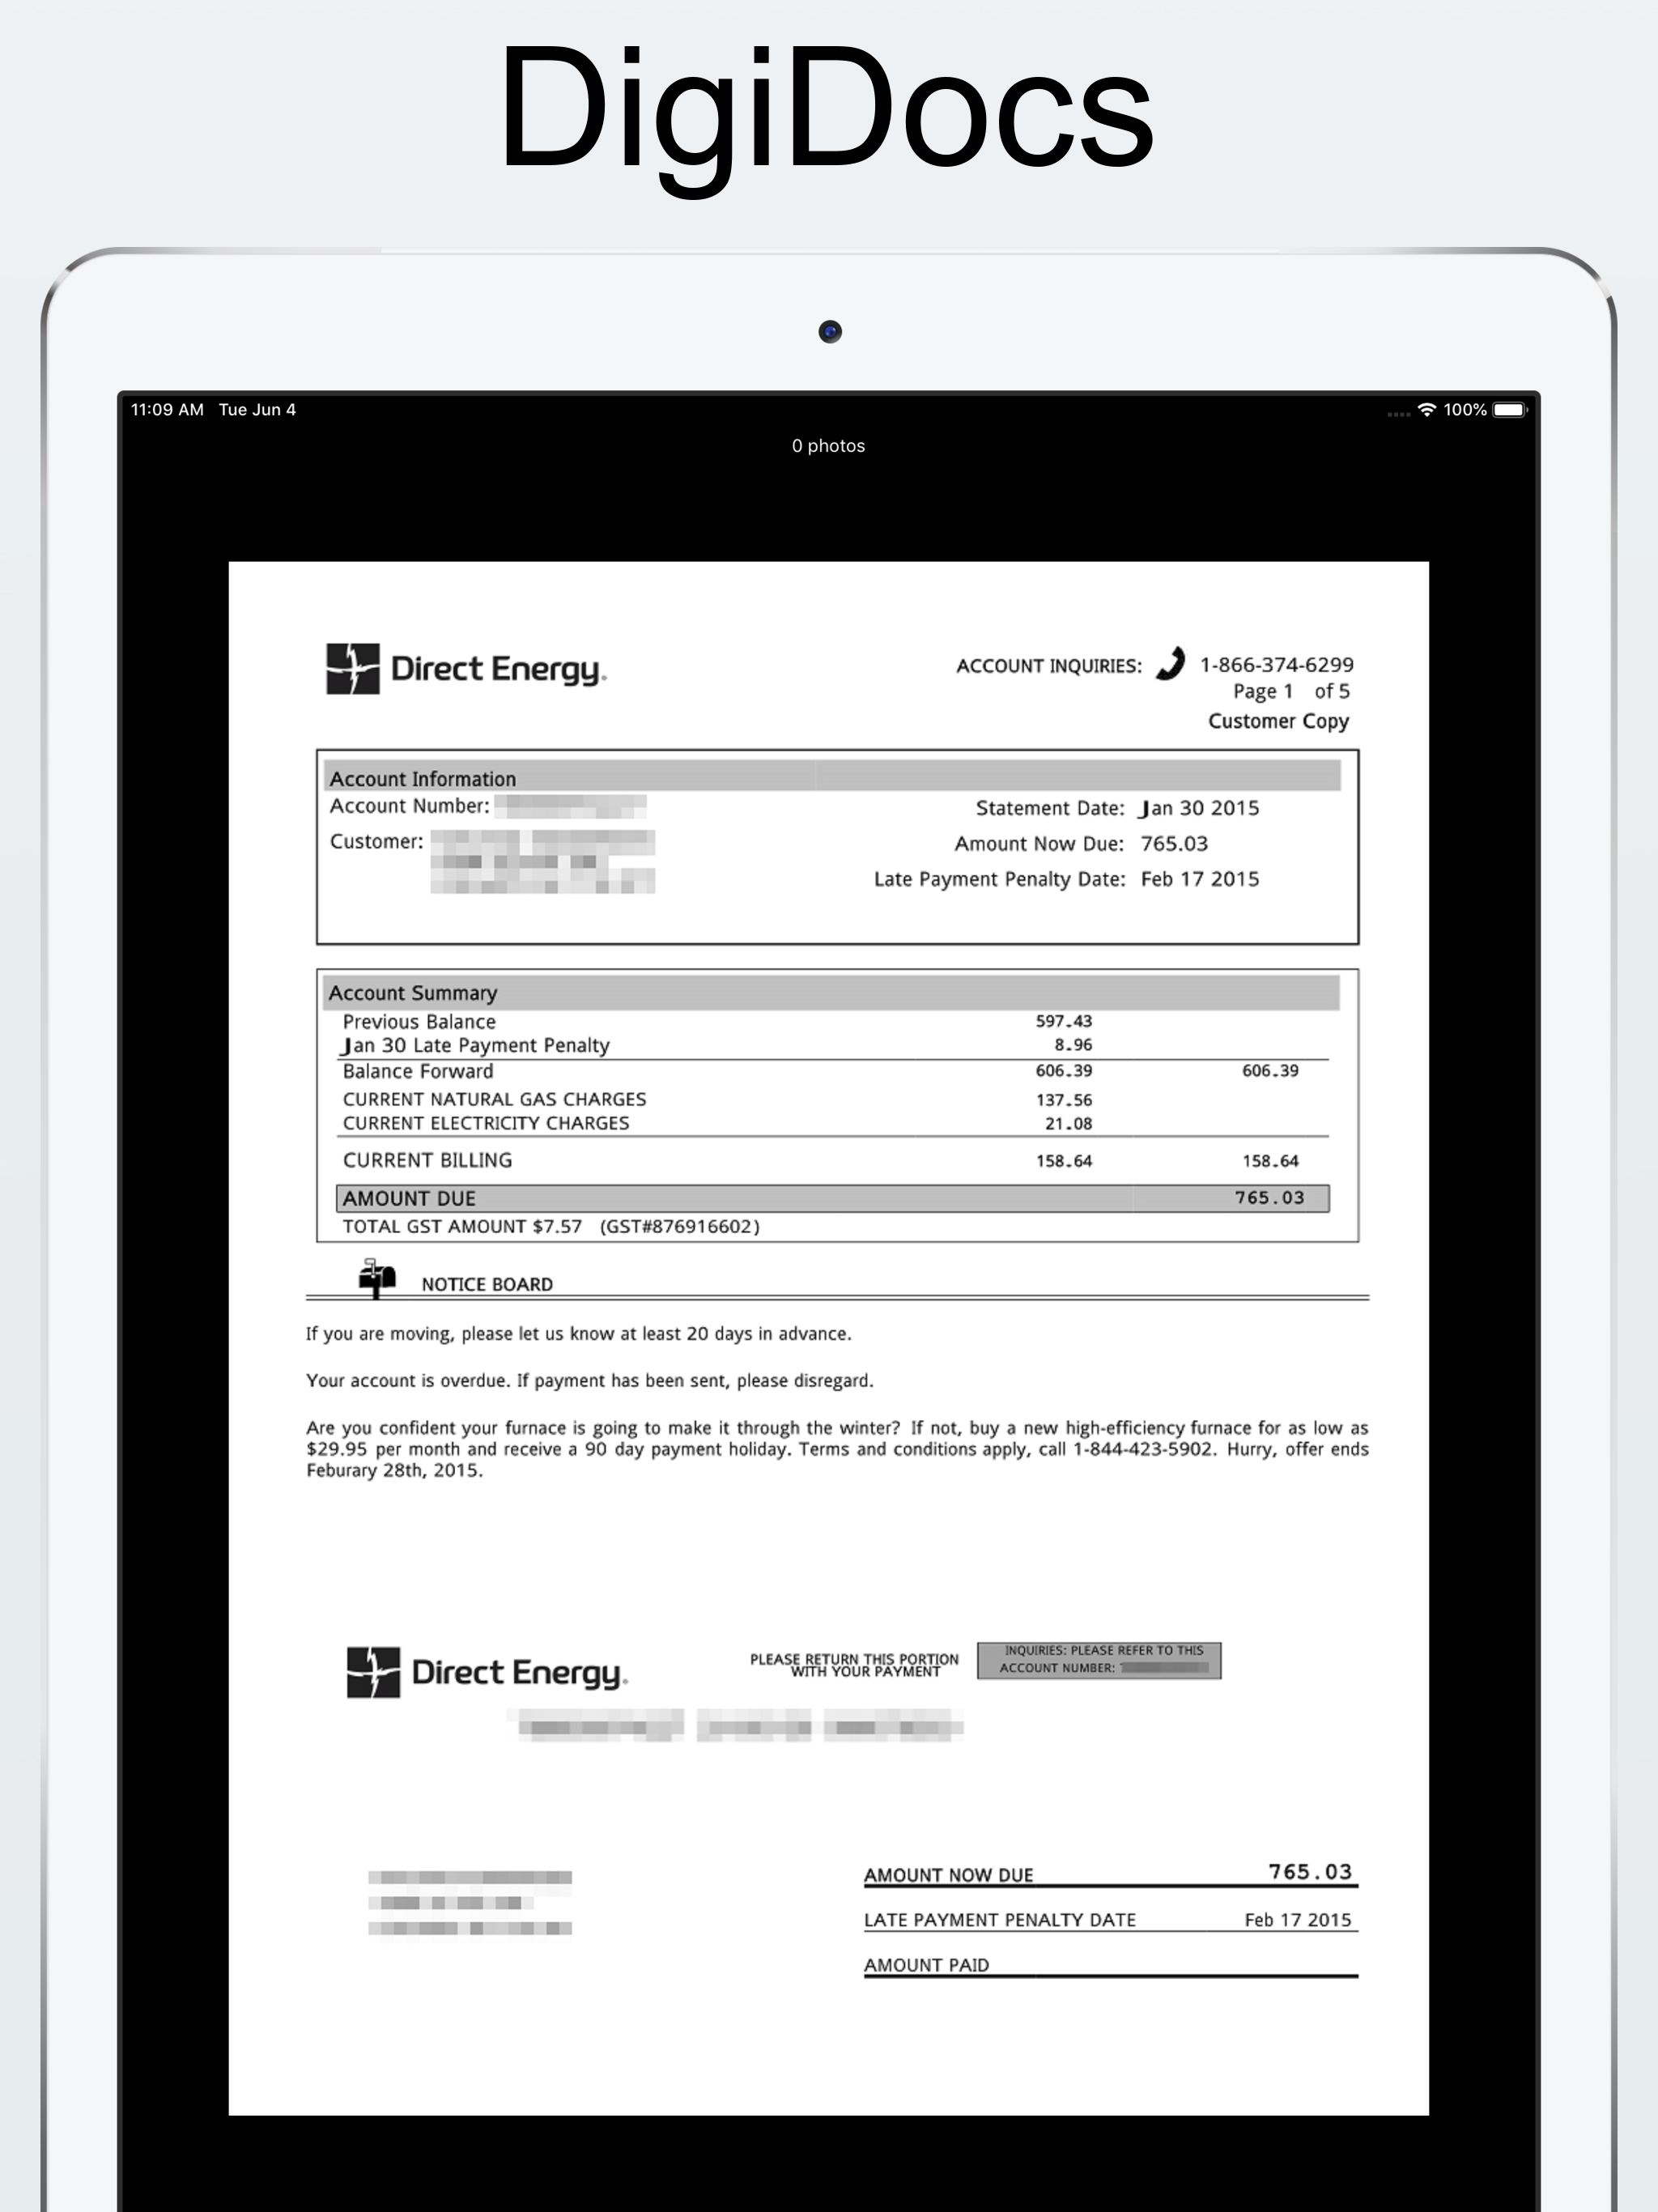 DigiDocs
11:09 AM Tue Jun 4 100%
0 photos
Direct Energy.
ACCOUNT INQUIRIES: 1-866-374-6299
Page 1 of 5
Customer Copy
Account Information
Account Number:
Customer:
Statement Date: Jan 30 2015
Amount Now Due: 765.03
Late Payment Penalty Date: Feb 17 2015
Account Summary
Previous Balance 597.43
Jan 30 Late Payment Penalty 8.96
Balance Forward 606.39 606.39
CURRENT NATURAL GAS CHARGES 137.56
CURRENT ELECTRICITY CHARGES 21.08
CURRENT BILLING 158.64 158.64
AMOUNT DUE 765.03
TOTAL GST AMOUNT $7.57 (GST#876916602)
NOTICE BOARD
If you are moving, please let us know at least 20 days in advance.
Your account is overdue. If payment has been sent, please disregard.
Are you confident your furnace is going to make it through the winter? If not, buy a new high-efficiency furnace for as low as
$29.95 per month and receive a 90 day payment holiday. Terms and conditions apply, call 1-844-423-5902. Hurry, offer ends
Feburary 28th, 2015.
Direct Energy.
PLEASE RETURN THIS PORTION
WITH YOUR PAYMENT
INQUIRIES: PLEASE REFER TO THIS
ACCOUNT NUMBER:
AMOUNT NOW DUE 765.03
LATE PAYMENT PENALTY DATE Feb 17 2015
AMOUNT PAID